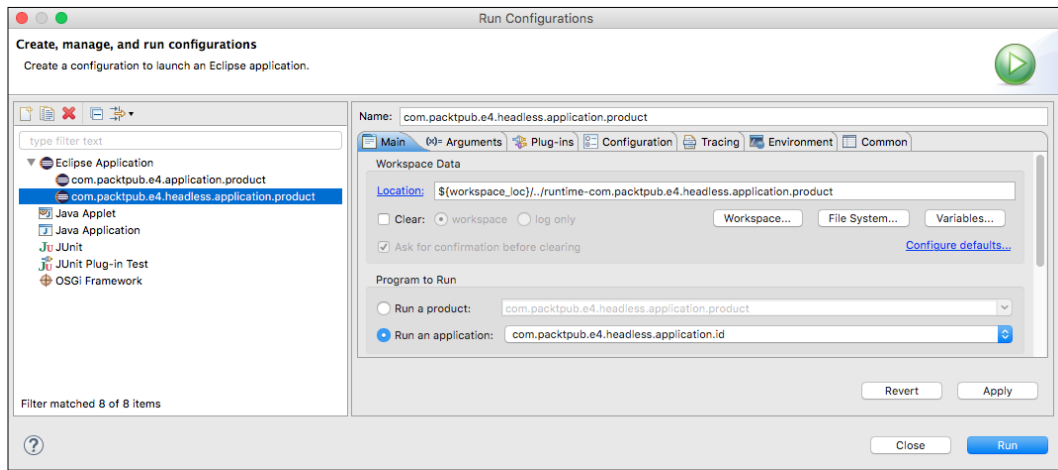 Run Configurations
Create, manage, and run configurations
Create a configuration to launch an Eclipse application.
type filter text
Eclipse Application
com.packtpub.e4.application.product
com.packtpub.e4.headless.application.product
Java Applet
Java Application
JUnit
JUnit Plug-in Test
OSGi Framework
Filter matched 8 of 8 items
Name: com.packtpub.e4.headless.application.product
Main (x)= Arguments Plug-ins Configuration Tracing Environment Common
Workspace Data
Location: ${workspace_loc}/../runtime-com.packtpub.e4.headless.application.product
Clear: workspace log only Workspace... File System... Variables...
Ask for confirmation before clearing Configure defaults...
Program to Run
Run a product: com.packtpub.e4.headless.application.product
Run an application: com.packtpub.e4.headless.application.id
Revert Apply
? Close Run